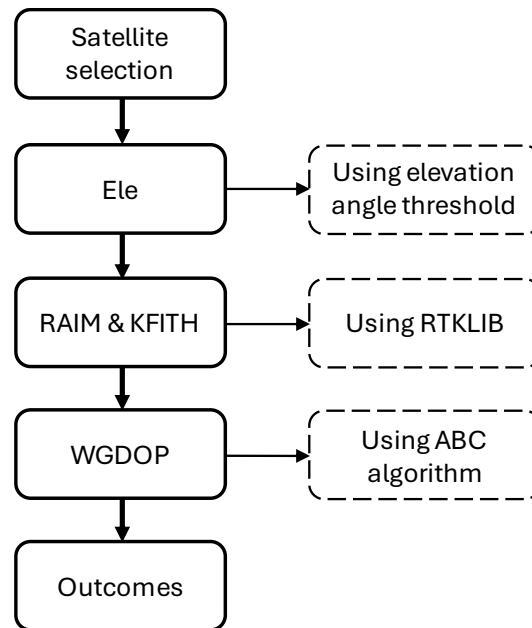 Satellite
selection
Ele
Using elevation
angle threshold
RAIM & KFITH
Using RTKLIB
WGDOP
Using ABC
algorithm
Outcomes